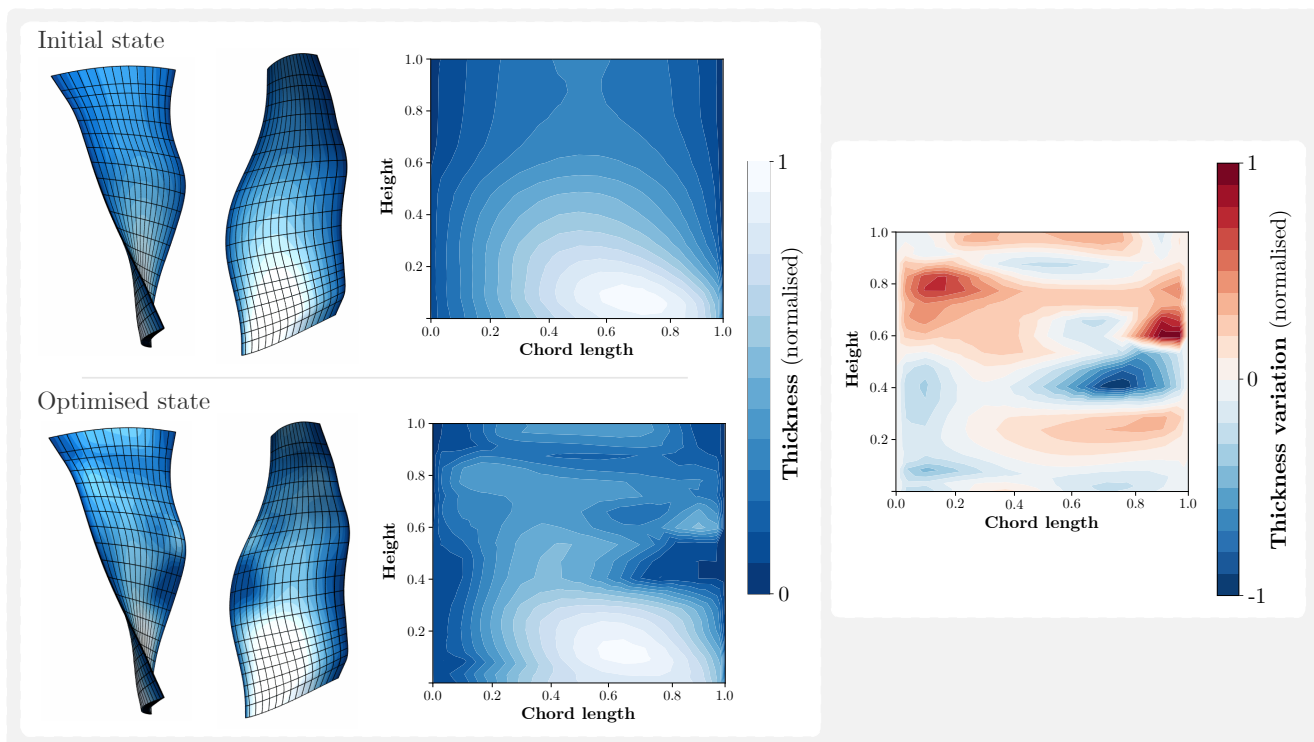 Initial state
1.0
0.8
0.6
0.4
0.2
Height
0.0 0.2 0.4 0.6 0.8 1.0
Chord length
Optimised state
1.0
0.8
0.6
0.4
0.2
Height
0.0 0.2 0.4 0.6 0.8 1.0
Chord length
1
0
Thickness (normalised)
1.0
0.8
0.6
0.4
0.2
Height
0.0 0.2 0.4 0.6 0.8 1.0
Chord length
1
0
-1
Thickness variation (normalised)